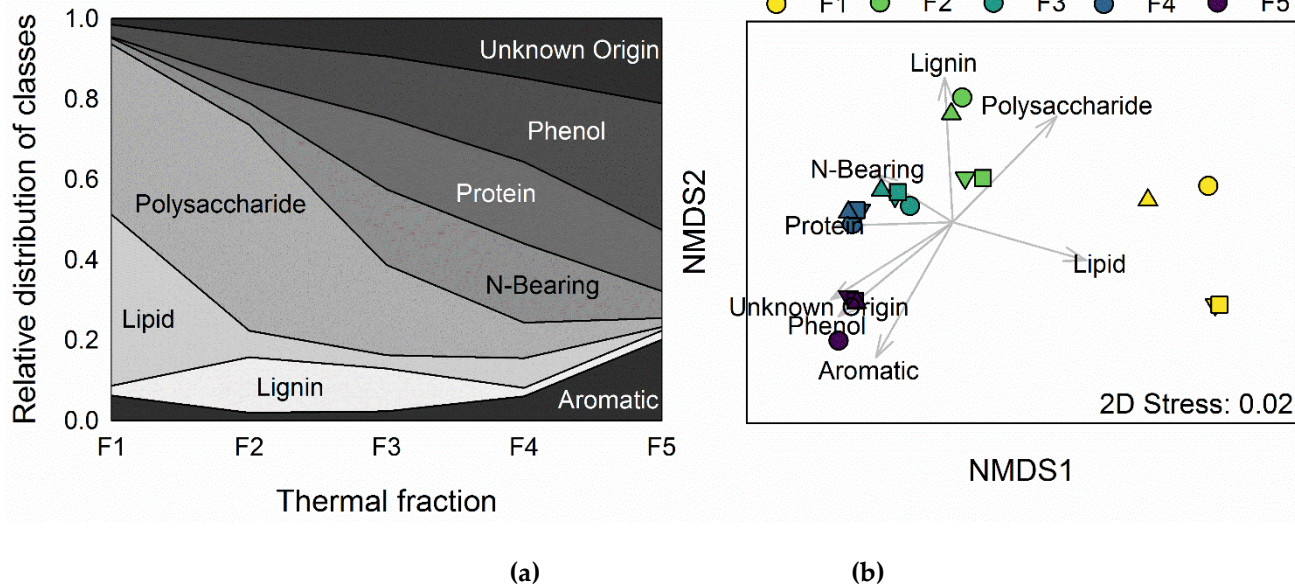 Relative distribution of classes
1.0
0.8
0.6
0.4
0.2
0.0
Unknown Origin
Phenol
Protein
Polysaccharide
N-Bearing
Lipid
Lignin
Aromatic
F1 F2 F3 F4 F5
Thermal fraction
(a)
F1 F2 F3 F4 F5
NMDS2
Lignin
Polysaccharide
N-Bearing
Protein
Lipid
Unknown Origin
Phenol
Aromatic
2D Stress: 0.02
NMDS1
(b)